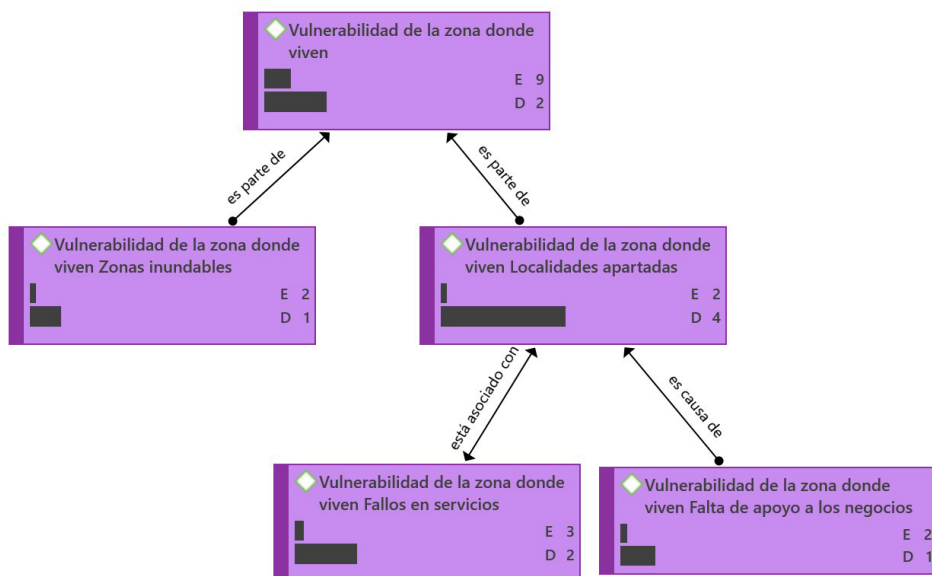 Vulnerabilidad de la zona donde
viven
E 9
D 2
es parte de
es parte de
Vulnerabilidad de la zona donde
viven Zonas inundables
E 2
D 1
Vulnerabilidad de la zona donde
viven Localidades apartadas
E 2
D 4
está asociado con
es causa de
Vulnerabilidad de la zona donde
viven Fallos en servicios
E 3
D 2
Vulnerabilidad de la zona donde
viven Falta de apoyo a los negocios
E 2
D 1